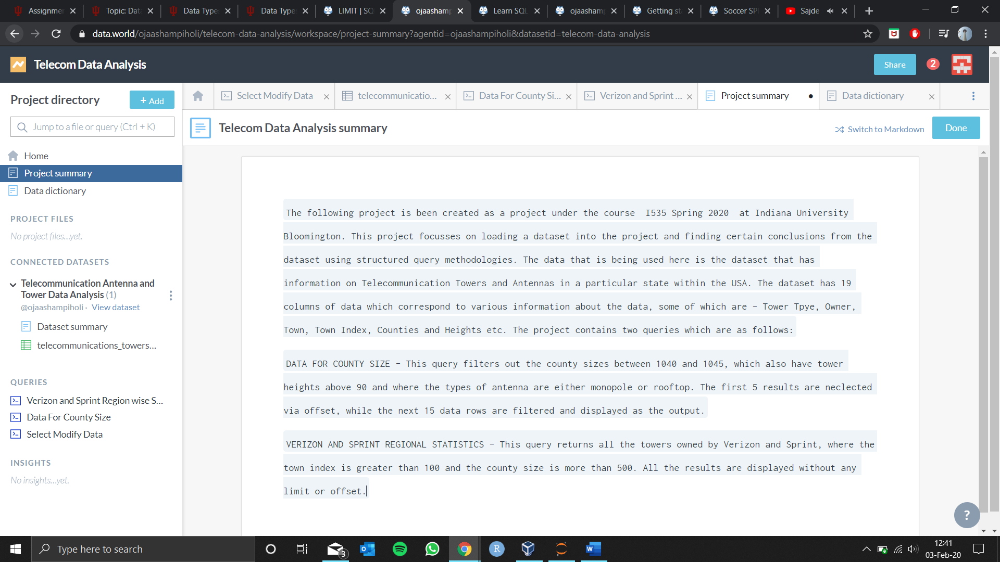 Assignmer
Topic: Dat
Data Type
Data Type
LIMIT | SQ
ojaasham
Learn SQL
ojaasham
Getting st
Soccer SP
Sajde
data.world/ojaashampiholi/telecom-data-analysis/workspace/project-summary?agentid=ojaashampiholi&datasetid=telecom-data-analysis
Telecom Data Analysis
Share
2
Project directory
+ Add
Select Modify Data
telecommunicatio...
Data For County Si...
Verizon and Sprint ...
Project summary
Data dictionary
Jump to a file or query (Ctrl + K)
Telecom Data Analysis summary
Switch to Markdown
Done
Home
Project summary
Data dictionary
PROJECT FILES
No project files...yet.
CONNECTED DATASETS
Telecommunication Antenna and
Tower Data Analysis (1)
@ojaashampiholi · View dataset
Dataset summary
telecommunications_towers...
QUERIES
Verizon and Sprint Region wise S...
Data For County Size
Select Modify Data
INSIGHTS
No insights...yet.
The following project is been created as a project under the course  I535 Spring 2020  at Indiana University
Bloomington. This project focusses on loading a dataset into the project and finding certain conclusions from the
dataset using structured query methodologies. The data that is being used here is the dataset that has
information on Telecommunication Towers and Antennas in a particular state within the USA. The dataset has 19
columns of data which correspond to various information about the data, some of which are – Tower Tpye, Owner,
Town, Town Index, Counties and Heights etc. The project contains two queries which are as follows:
DATA FOR COUNTY SIZE – This query filters out the county sizes between 1040 and 1045, which also have tower
heights above 90 and where the types of antenna are either monopole or rooftop. The first 5 results are neclected
via offset, while the next 15 data rows are filtered and displayed as the output.
VERIZON AND SPRINT REGIONAL STATISTICS – This query returns all the towers owned by Verizon and Sprint, where the
town index is greater than 100 and the county size is more than 500. All the results are displayed without any
limit or offset.
?
Type here to search
3
R
W
12:41
03-Feb-20